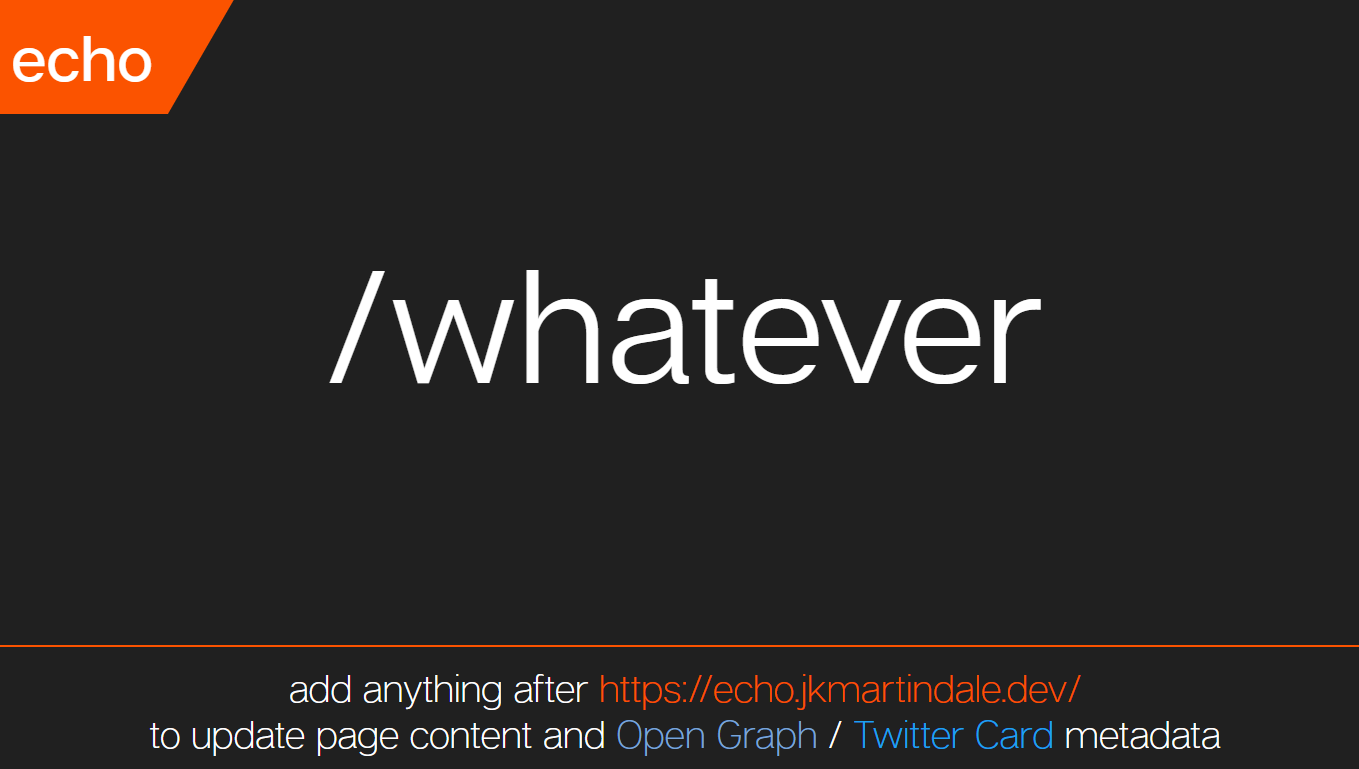 echo
/whatever
add anything after https://echo.jkmartindale.dev/
to update page content and Open Graph / Twitter Card metadata